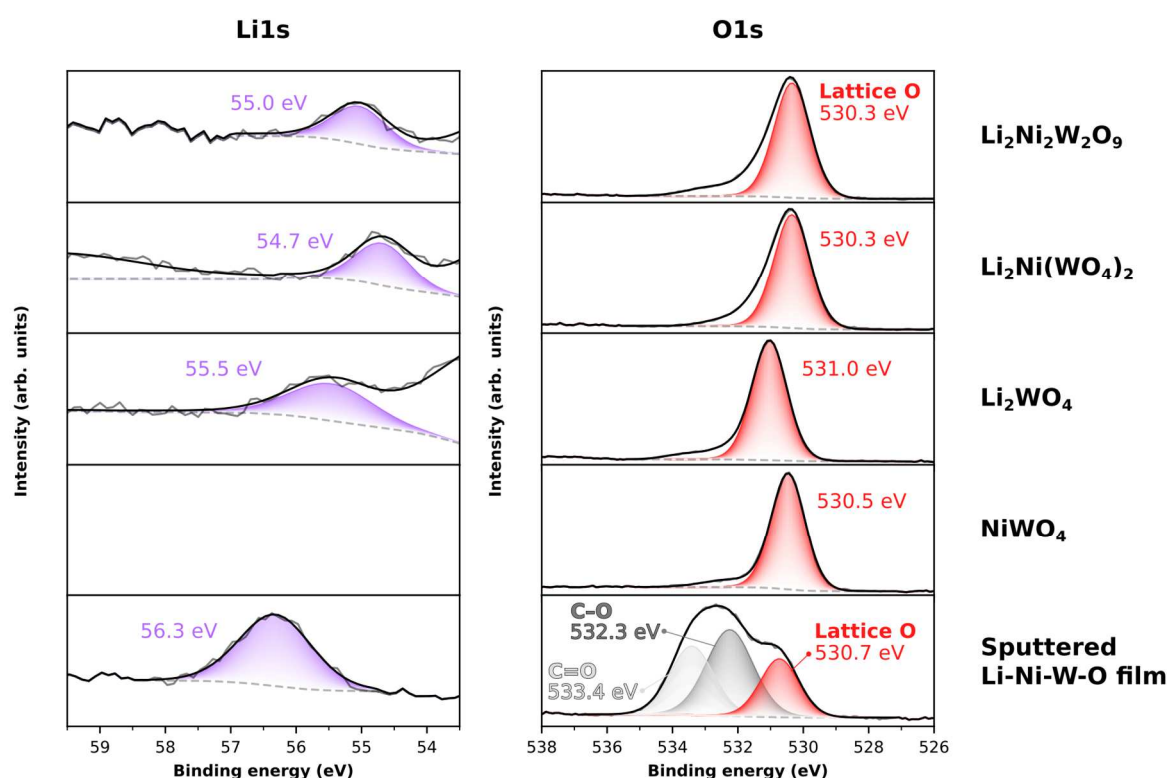 Li1s
O1s
55.0 eV
Lattice O
530.3 eV
Li₂Ni₂W₂O₉
54.7 eV
530.3 eV
Li₂Ni(WO₄)₂
55.5 eV
531.0 eV
Li₂WO₄
530.5 eV
NiWO₄
56.3 eV
C–O
532.3 eV
C=O
533.4 eV
Lattice O
530.7 eV
Sputtered
Li-Ni-W-O film
Intensity (arb. units)
Intensity (arb. units)
59 58 57 56 55 54
538 536 534 532 530 528 526
Binding energy (eV)
Binding energy (eV)